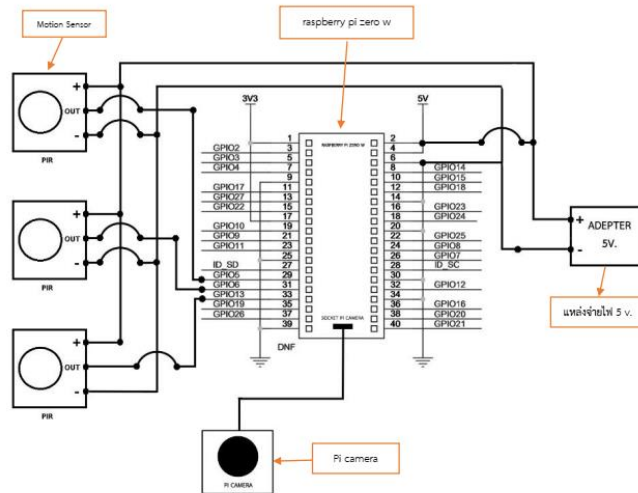 Motion Sensor
raspberry pi zero w
+
OUT
-
PIR
+
OUT
-
PIR
+
OUT
-
PIR
3V3
5V
RASPBERRY PI ZERO W
1 2
GPIO2 3 4
GPIO3 5 6
GPIO4 7 8 GPIO14
9 10 GPIO15
GPIO17 11 12 GPIO18
GPIO27 13 14
GPIO22 15 16 GPIO23
17 18 GPIO24
GPIO10 19 20
GPIO9 21 22 GPIO25
GPIO11 23 24 GPIO8
25 26 GPIO7
ID_SD 27 28 ID_SC
GPIO5 29 30
GPIO6 31 32 GPIO12
GPIO13 33 34
GPIO19 35 36 GPIO16
GPIO26 37 38 GPIO20
39 40 GPIO21
SOCKET PI CAMERA
DNF
+
ADEPTER
5V.
-
แหล่งจ่ายไฟ 5 v.
PI CAMERA
Pi camera